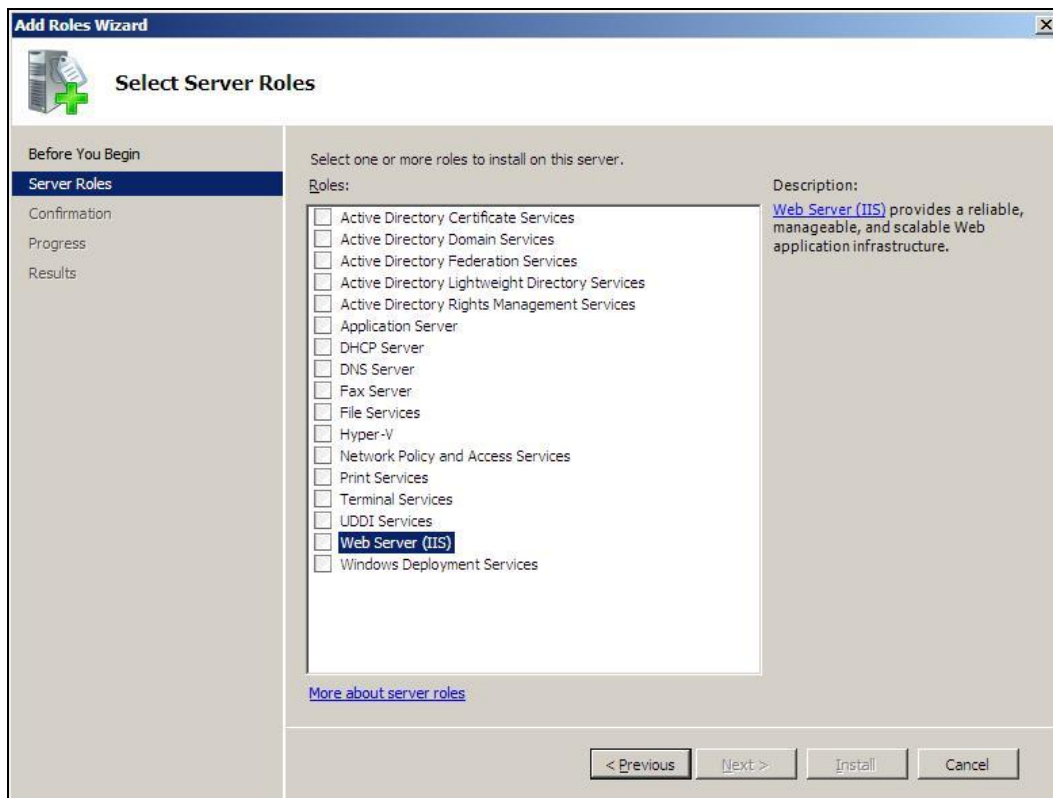 Add Roles Wizard
Select Server Roles
Before You Begin
Server Roles
Confirmation
Progress
Results
Select one or more roles to install on this server.
Roles:
Active Directory Certificate Services
Active Directory Domain Services
Active Directory Federation Services
Active Directory Lightweight Directory Services
Active Directory Rights Management Services
Application Server
DHCP Server
DNS Server
Fax Server
File Services
Hyper-V
Network Policy and Access Services
Print Services
Terminal Services
UDDI Services
Web Server (IIS)
Windows Deployment Services
More about server roles
Description:
Web Server (IIS) provides a reliable,
manageable, and scalable Web
application infrastructure.
< Previous
Next >
Install
Cancel